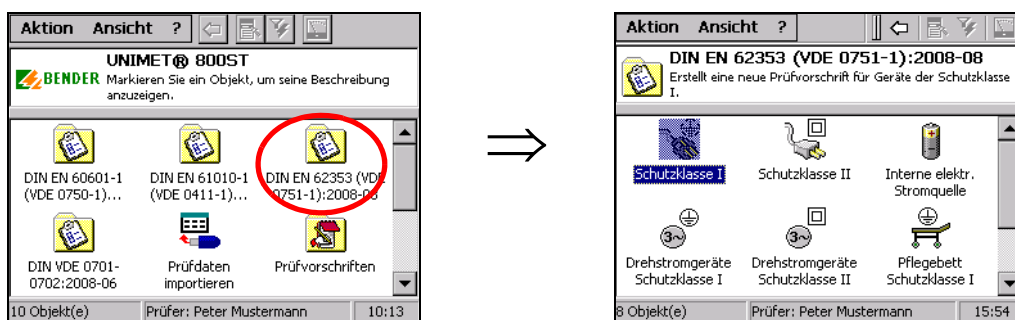 Aktion Ansicht ?
UNIMET® 800ST
BENDER Markieren Sie ein Objekt, um seine Beschreibung
anzuzeigen.
DIN EN 60601-1
(VDE 0750-1)...
DIN EN 61010-1
(VDE 0411-1)...
DIN EN 62353 (VDE
0751-1):2008-08
DIN VDE 0701-
0702:2008-06
Prüfdaten
importieren
Prüfvorschriften
10 Objekt(e) Prüfer: Peter Mustermann 10:13
⇒
Aktion Ansicht ?
DIN EN 62353 (VDE 0751-1):2008-08
Erstellt eine neue Prüfvorschrift für Geräte der Schutzklasse
I.
Schutzklasse I
Schutzklasse II
Interne elektr.
Stromquelle
3~
Drehstromgeräte
Schutzklasse I
3~
Drehstromgeräte
Schutzklasse II
Pflegebett
Schutzklasse I
8 Objekt(e) Prüfer: Peter Mustermann 15:54